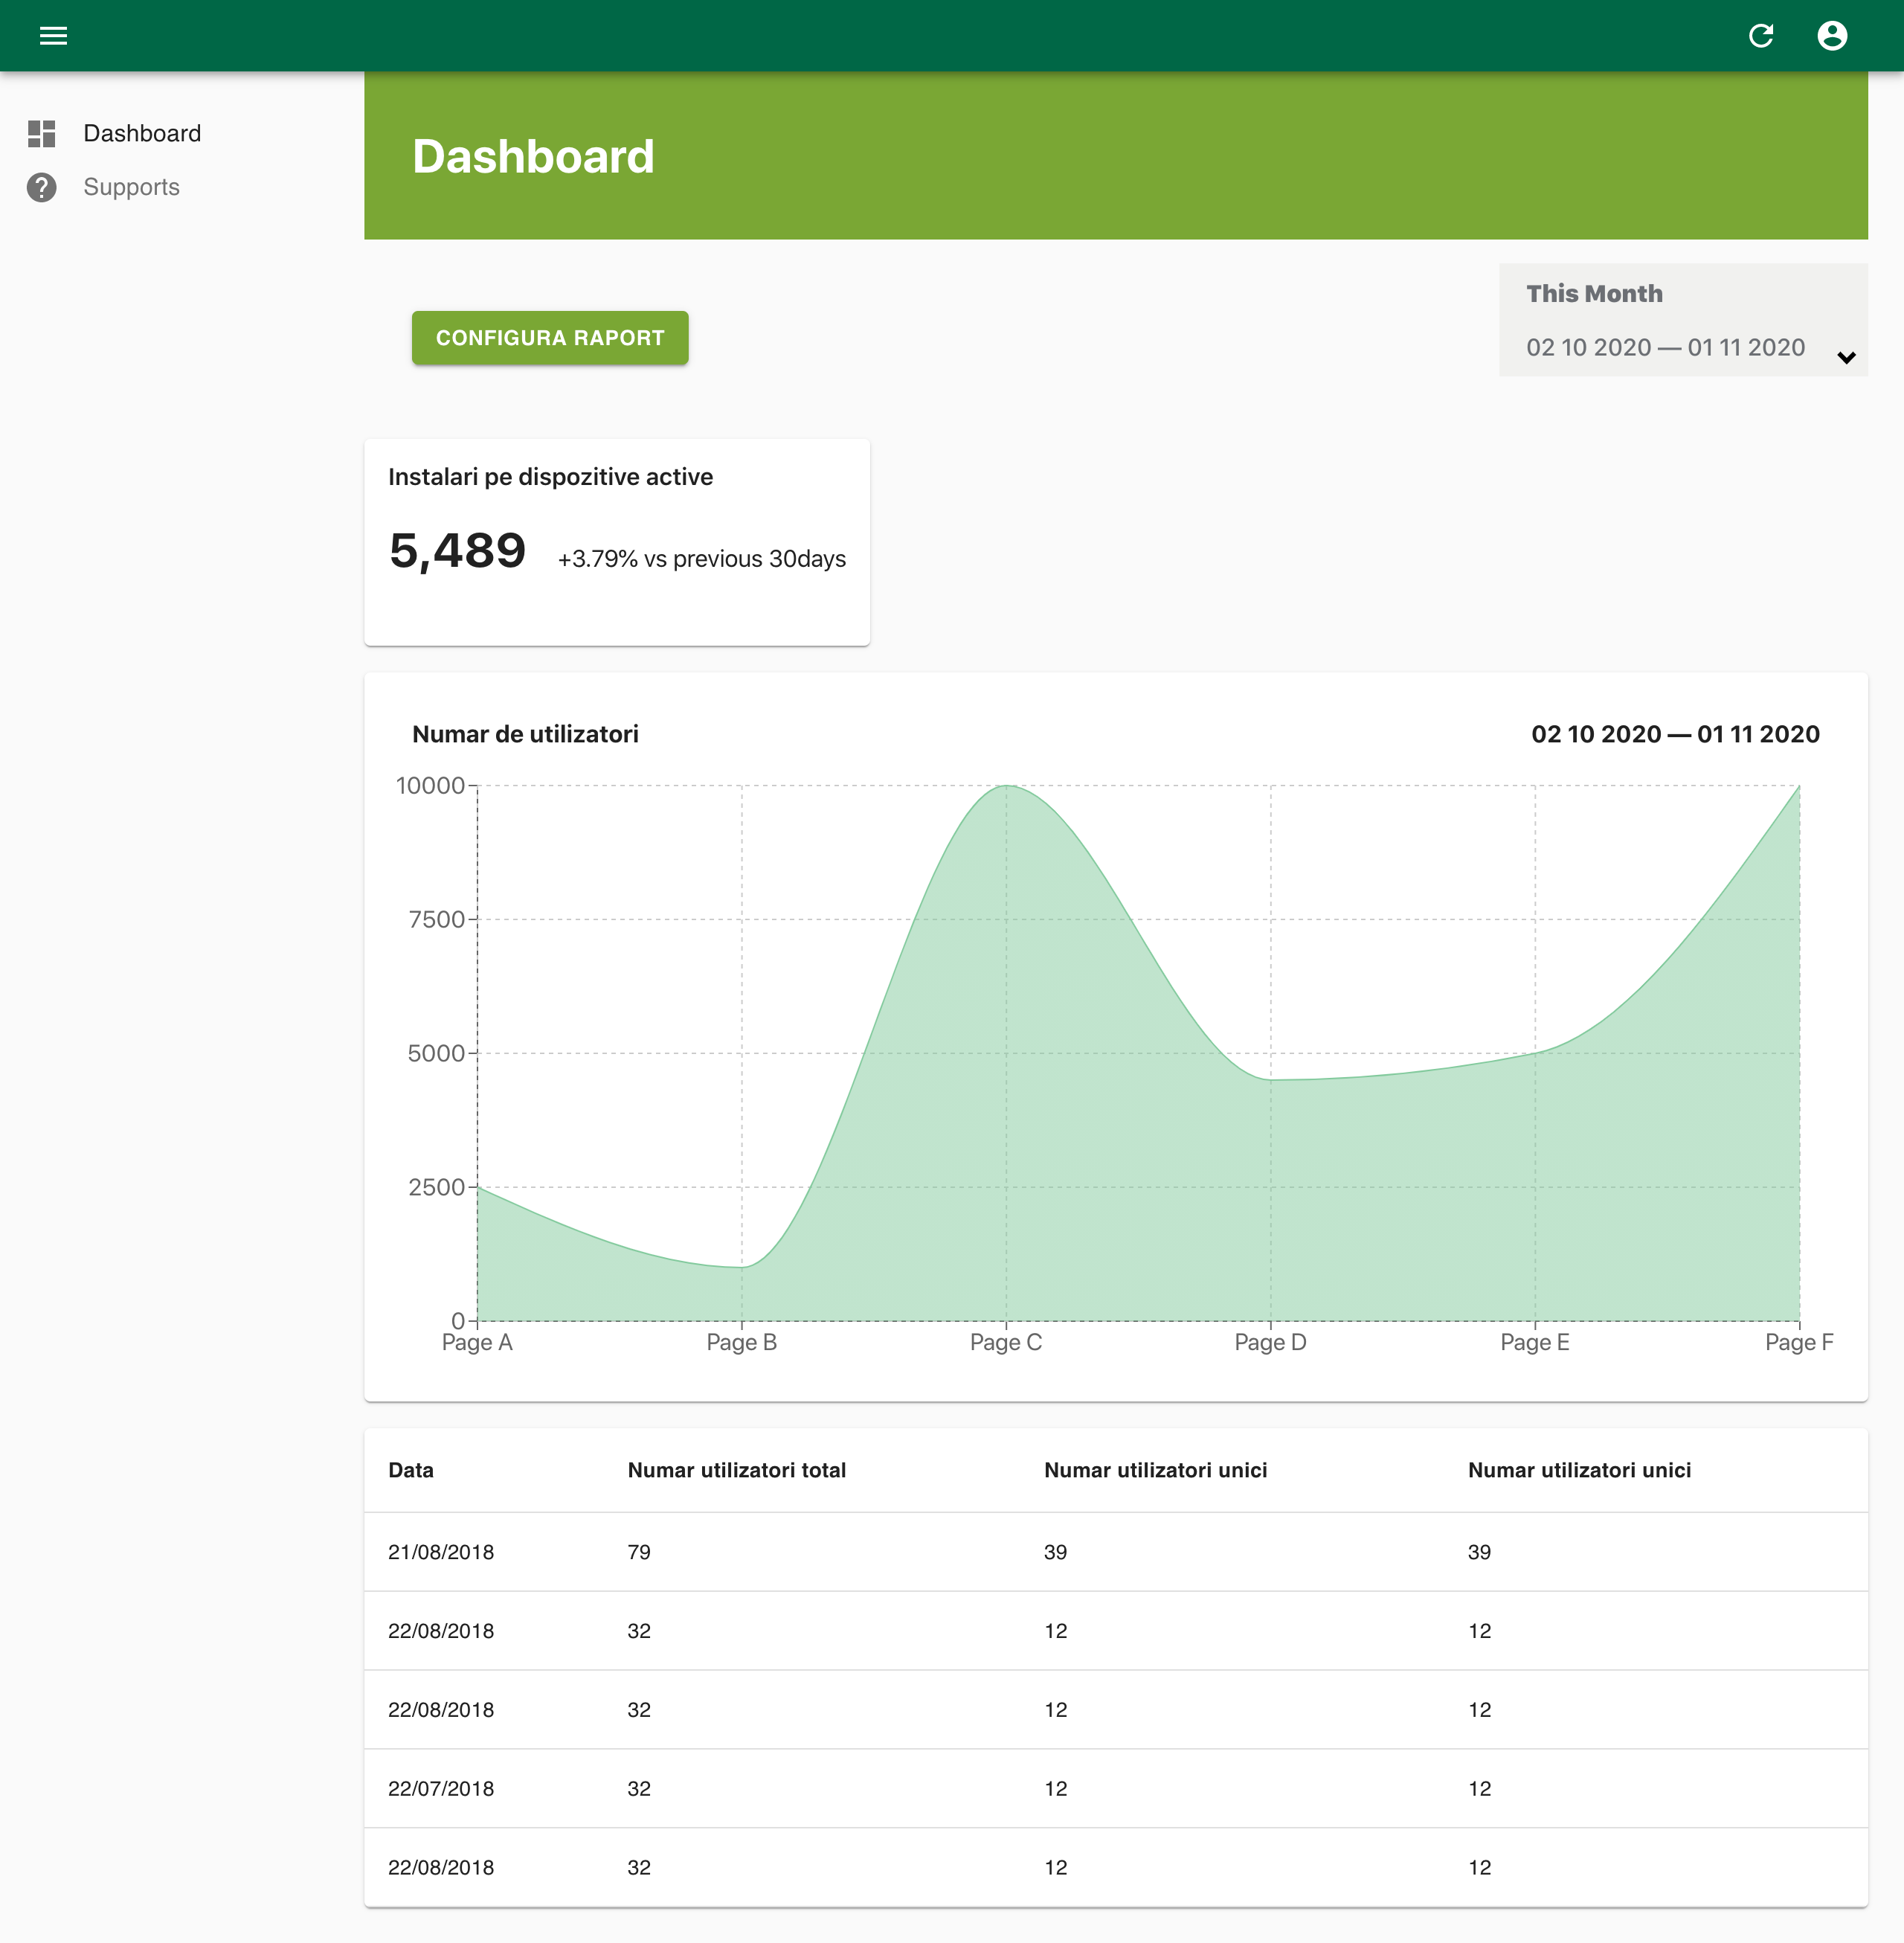 Dashboard
Supports
Dashboard
CONFIGURA RAPORT
This Month
02 10 2020 — 01 11 2020
Instalari pe dispozitive active
5,489 +3.79% vs previous 30days
Numar de utilizatori 02 10 2020 — 01 11 2020
10000
7500
5000
2500
0
Page A Page B Page C Page D Page E Page F
Data Numar utilizatori total Numar utilizatori unici Numar utilizatori unici
21/08/2018 79 39 39
22/08/2018 32 12 12
22/08/2018 32 12 12
22/07/2018 32 12 12
22/08/2018 32 12 12